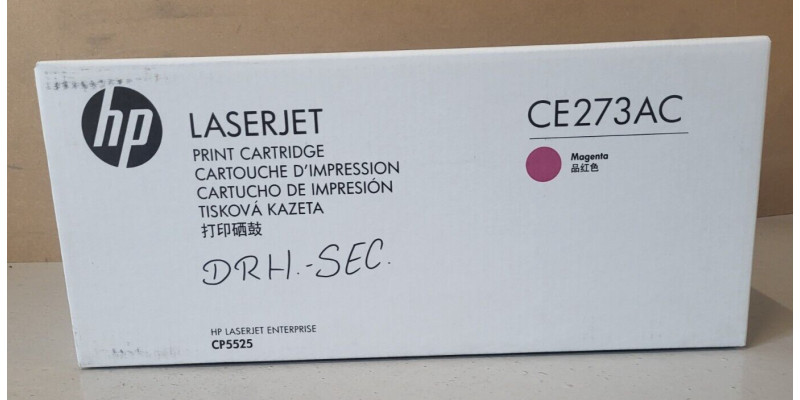 hp
LASERJET
PRINT CARTRIDGE
CARTOUCHE D'IMPRESSION
CARTUCHO DE IMPRESIÓN
TISKOVÁ KAZETA
打印硒鼓
DRH.-SEC.
HP LASERJET ENTERPRISE
CP5525
CE273AC
Magenta
品红色